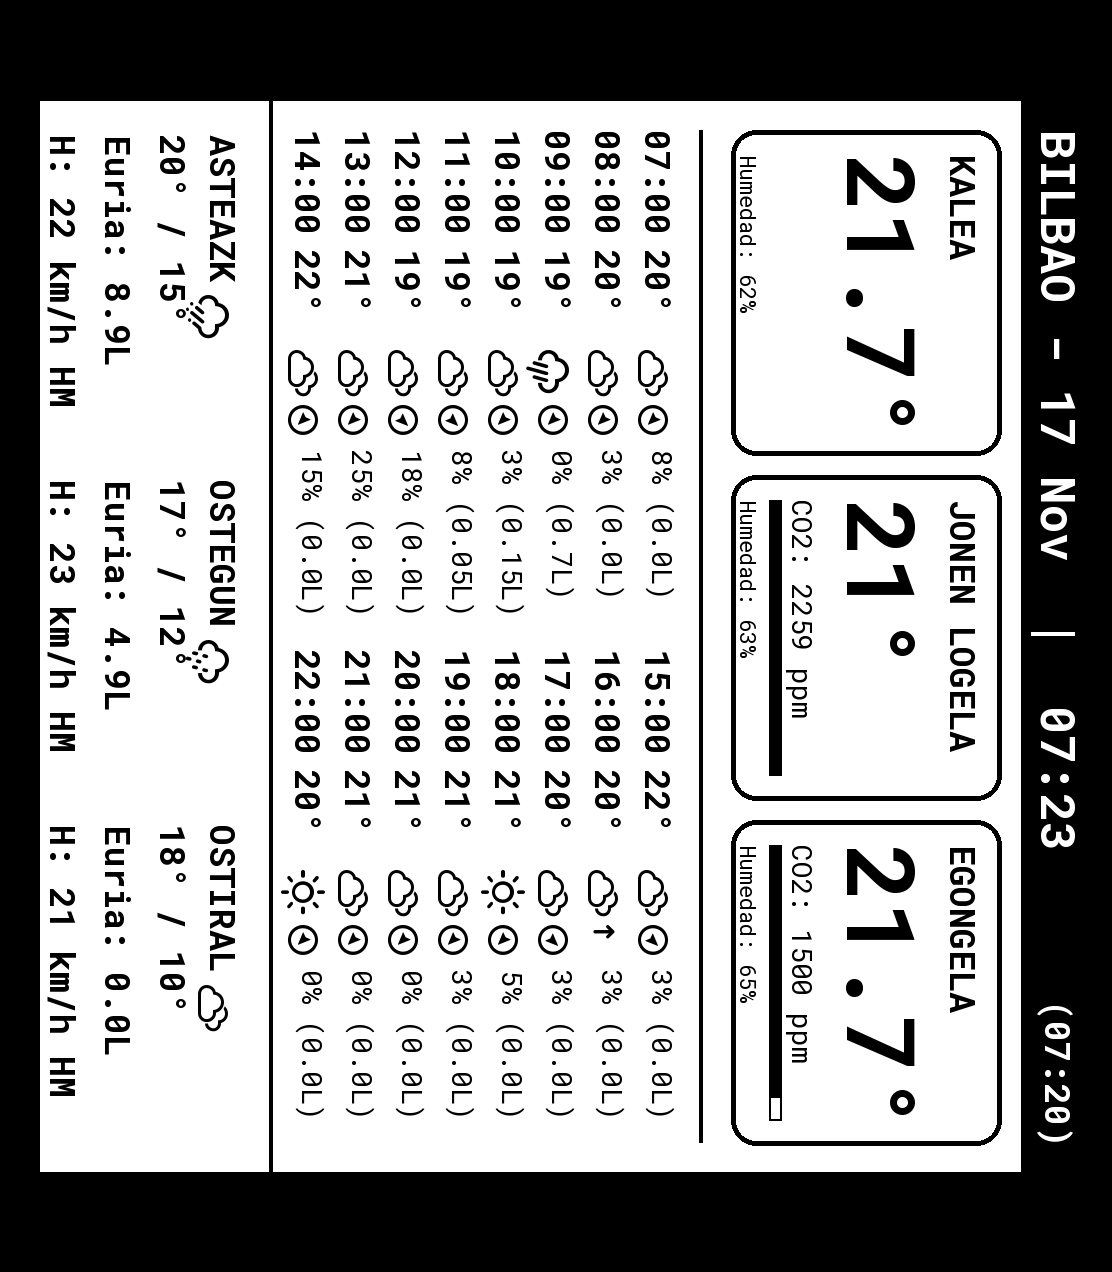 BILBAO - 17 Nov | 07:23 (07:20)
KALEA
21.7°
Humedad: 62%
JONEN LOGELA
21°
CO2: 2259 ppm
Humedad: 63%
EGONGELA
21.7°
CO2: 1500 ppm
Humedad: 65%
07:00 20° 8% (0.0L)
08:00 20° 3% (0.0L)
09:00 19° 0% (0.7L)
10:00 19° 3% (0.15L)
11:00 19° 8% (0.05L)
12:00 19° 18% (0.0L)
13:00 21° 25% (0.0L)
14:00 22° 15% (0.0L)
15:00 22° 3% (0.0L)
16:00 20° 3% (0.0L)
17:00 20° 3% (0.0L)
18:00 21° 5% (0.0L)
19:00 21° 3% (0.0L)
20:00 21° 0% (0.0L)
21:00 21° 0% (0.0L)
22:00 20° 0% (0.0L)
ASTEAZK
20° / 15°
Euria: 8.9L
H: 22 km/h HM
OSTEGUN
17° / 12°
Euria: 4.9L
H: 23 km/h HM
OSTIRAL
18° / 10°
Euria: 0.0L
H: 21 km/h HM